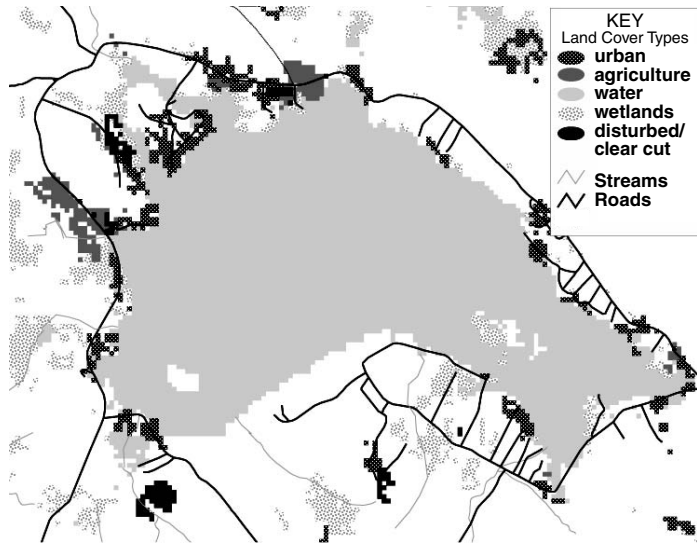 KEY
Land Cover Types
urban
agriculture
water
wetlands
disturbed/
clear cut
Streams
Roads